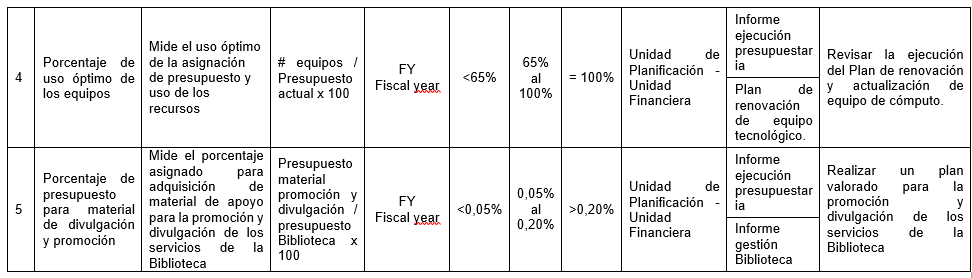 4
Porcentaje de
uso óptimo de
los equipos
Mide el uso óptimo
de la asignación
de presupuesto y
uso de los
recursos
# equipos /
Presupuesto
actual x 100
FY
Fiscal year
<65%
65%
al
100%
= 100%
Unidad de
Planificación -
Unidad
Financiera
Informe
ejecución
presupuestar
ia
Plan de
renovación
de equipo
tecnológico.
Revisar la ejecución
del Plan de renovación
y actualización de
equipo de cómputo.
5
Porcentaje de
presupuesto
para material
de divulgación
y promoción
Mide el porcentaje
asignado para
adquisición de
material de apoyo
para la promoción y
divulgación de los
servicios de la
Biblioteca
Presupuesto
material
promoción y
divulgación /
presupuesto
Biblioteca x
100
FY
Fiscal year
<0,05%
0,05%
al
0,20%
>0,20%
Unidad de
Planificación -
Unidad
Financiera
Informe
ejecución
presupuestar
ia
Informe
gestión
Biblioteca
Realizar un plan
valorado para la
promoción y
divulgación de los
servicios de la
Biblioteca